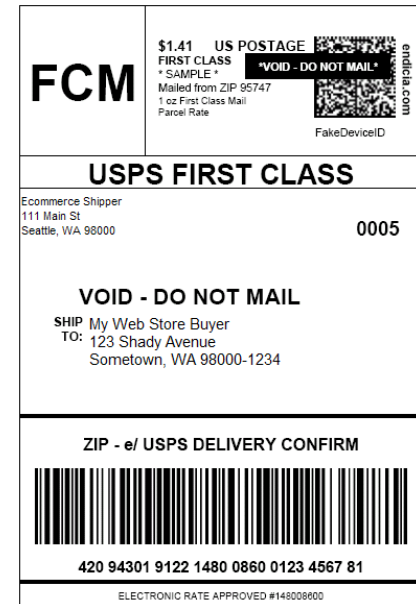 FCM
$1.41 US POSTAGE
FIRST CLASS
* SAMPLE *
Mailed from ZIP 95747
1 oz First Class Mail
Parcel Rate
*VOID - DO NOT MAIL*
endicia.com
FakeDeviceID
USPS FIRST CLASS
Ecommerce Shipper
111 Main St
Seattle, WA 98000
0005
VOID - DO NOT MAIL
SHIP TO:
My Web Store Buyer
123 Shady Avenue
Sometown, WA 98000-1234
ZIP - e/ USPS DELIVERY CONFIRM
420 94301 9122 1480 0860 0123 4567 81
ELECTRONIC RATE APPROVED #148008600